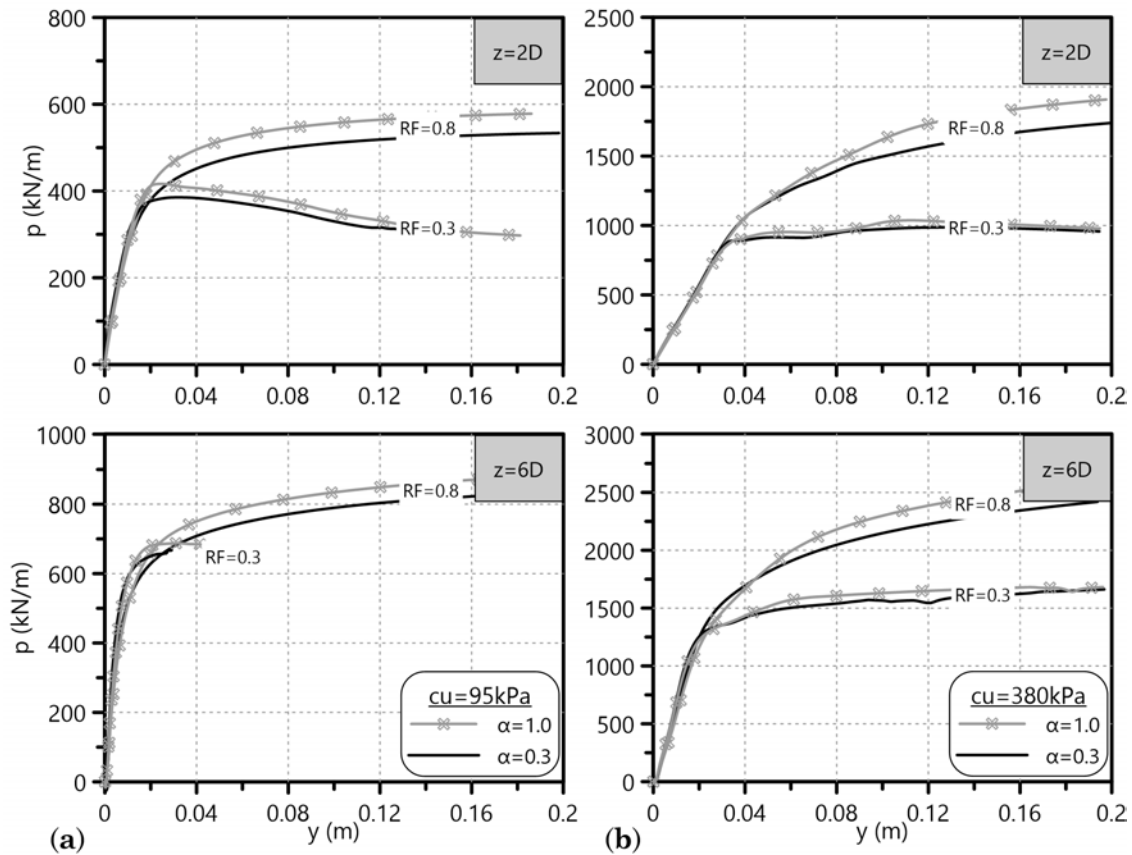 800
600
400
200
0
p (kN/m)
z=2D
RF=0.8
RF=0.3
0 0.04 0.08 0.12 0.16 0.2
2500
2000
1500
1000
500
0
z=2D
RF=0.8
RF=0.3
0 0.04 0.08 0.12 0.16 0.2
1000
800
600
400
200
0
p (kN/m)
z=6D
RF=0.8
RF=0.3
cu=95kPa
α=1.0
α=0.3
0 0.04 0.08 0.12 0.16 0.2
(a) y (m)
3000
2500
2000
1500
1000
500
0
z=6D
RF=0.8
RF=0.3
cu=380kPa
α=1.0
α=0.3
0 0.04 0.08 0.12 0.16 0.2
(b) y (m)